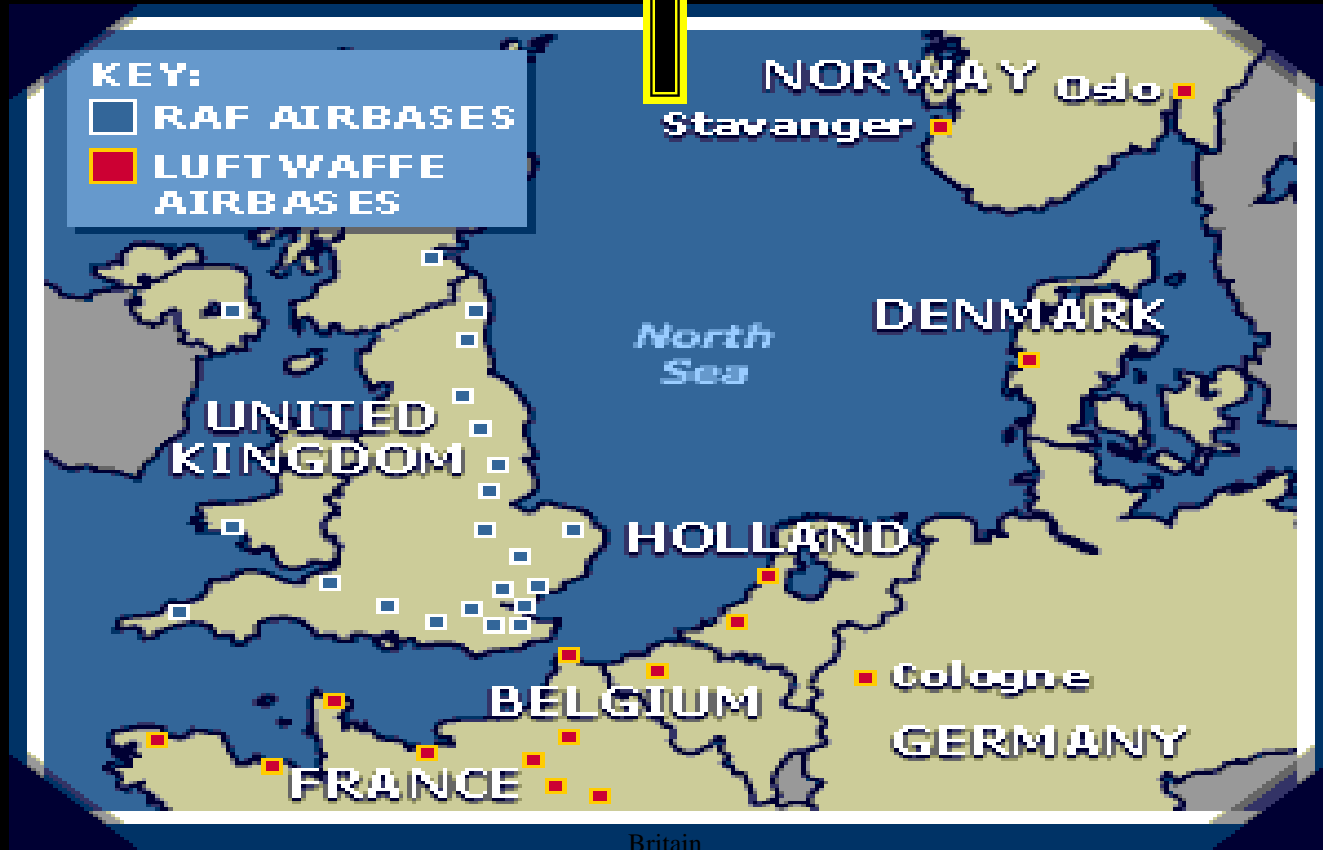 KEY:
RAF AIRBASES
LUFTWAFFE
AIRBASES
NORWAY
Oslo
Stavanger
DENMARK
North
Sea
UNITED
KINGDOM
HOLLAND
Cologne
BELGIUM
GERMANY
FRANCE
Britain